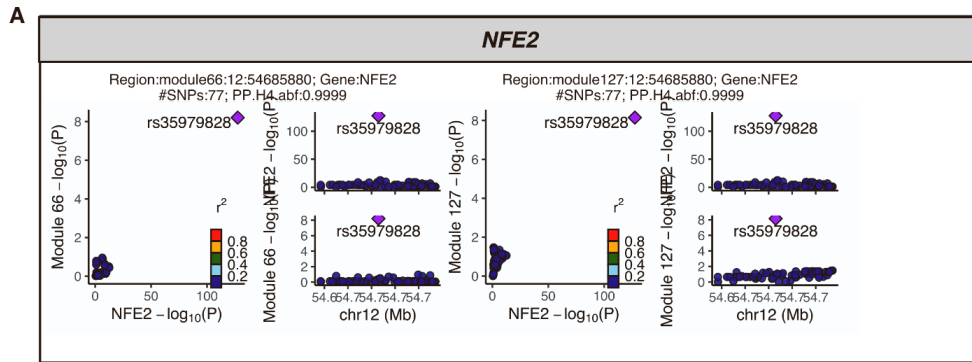 A
NFE2
Region:module66:12:54685880; Gene:NFE2
#SNPs:77; PP.H4.abf:0.9999
Module 66 −log10(P)
8
6
4
2
0
rs35979828
r2
0.8
0.6
0.4
0.2
0 50 100
NFE2 −log10(P)
NFE2 −log10(P)
100
50
0
rs35979828
Module 66 −log10(P)
8
6
4
2
0
rs35979828
54.6 54.7 54.7 54.7 54.7
chr12 (Mb)
Region:module127:12:54685880; Gene:NFE2
#SNPs:77; PP.H4.abf:0.9999
Module 127 −log10(P)
8
6
4
2
0
rs35979828
r2
0.8
0.6
0.4
0.2
0 50 100
NFE2 −log10(P)
NFE2 −log10(P)
100
50
0
rs35979828
Module 127 −log10(P)
8
6
4
2
0
rs35979828
54.6 54.7 54.7 54.7 54.7
chr12 (Mb)